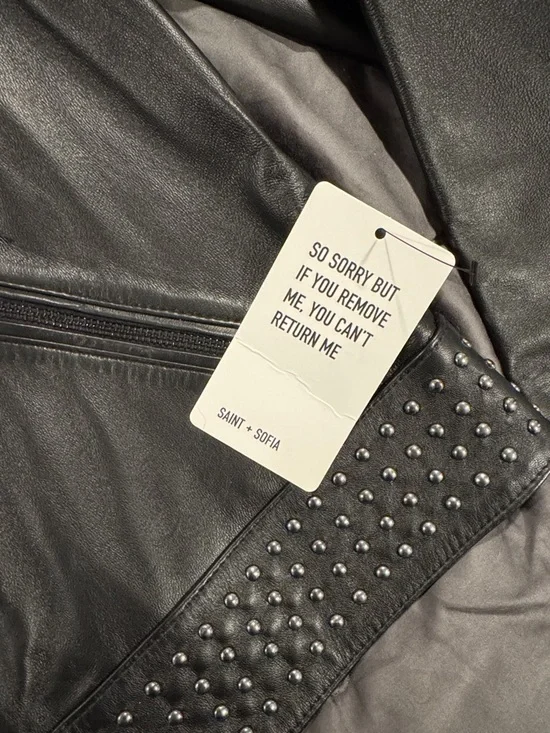 SO SORRY BUT
IF YOU REMOVE
ME, YOU CAN'T
RETURN ME
SAINT + SOFIA